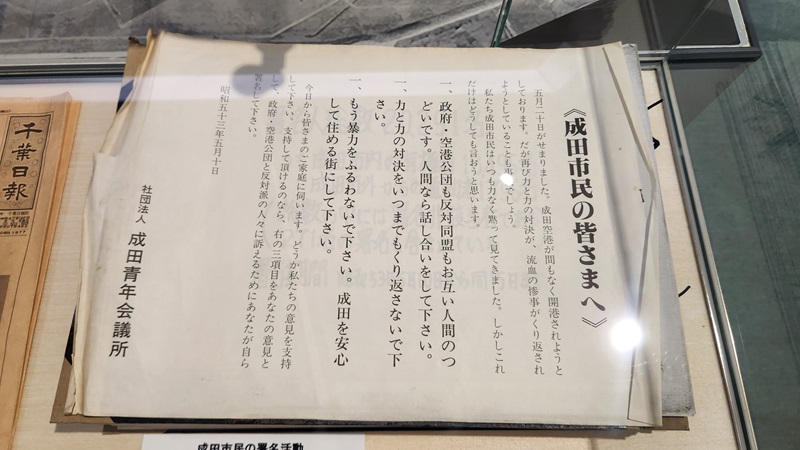 《成田市民の皆さまへ》
五月二十日がせまりました。成田空港が間もなく開港されようと
しております。だが再び力と力の対決が、流血の惨事がくり返され
ようとしていることも事実でしょう。
私たち成田市民はいつも力なく黙って見てきました。しかしこれ
だけはどうしても言おうと思います。
一、政府・空港公団も反対同盟もお互い人間のつ
どいです。人間なら話し合いをして下さい。
一、力と力の対決をいつまでもくり返さないで下
さい。
一、もう暴力をふるわないで下さい。成田を安心
して住める街にして下さい。
今日から皆さまのご家庭に伺います。どうか私たちの意見を支持
して下さい。支持して頂けるのなら、右の三項目をあなたの意見と
して、政府・空港公団と反対派の人々に訴えるためにあなたが自ら
署名して下さい。
昭和五十三年五月十日
社団法人 成田青年会議所
千葉日報
成田市民の署名活動